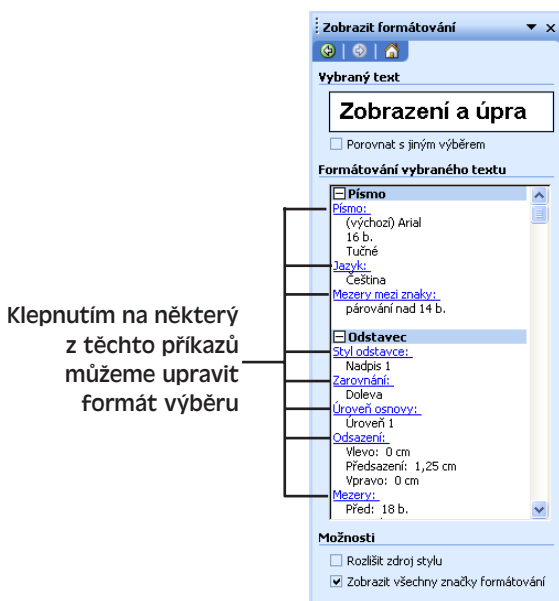 Zobrazit formátování
Vybraný text
Zobrazení a úpra
Porovnat s jiným výběrem
Formátování vybraného textu
Písmo
Písmo:
(výchozí) Arial
16 b.
Tučné
Jazyk:
Čeština
Mezery mezi znaky:
párování nad 14 b.
Odstavec
Styl odstavce:
Nadpis 1
Zarovnání:
Doleva
Úroveň osnovy:
Úroveň 1
Odsazení:
Vlevo: 0 cm
Předsazení: 1,25 cm
Vpravo: 0 cm
Mezery:
Před: 18 b.
Možnosti
Rozlišit zdroj stylu
Zobrazit všechny značky formátování
Klepnutím na některý
z těchto příkazů
můžeme upravit
formát výběru